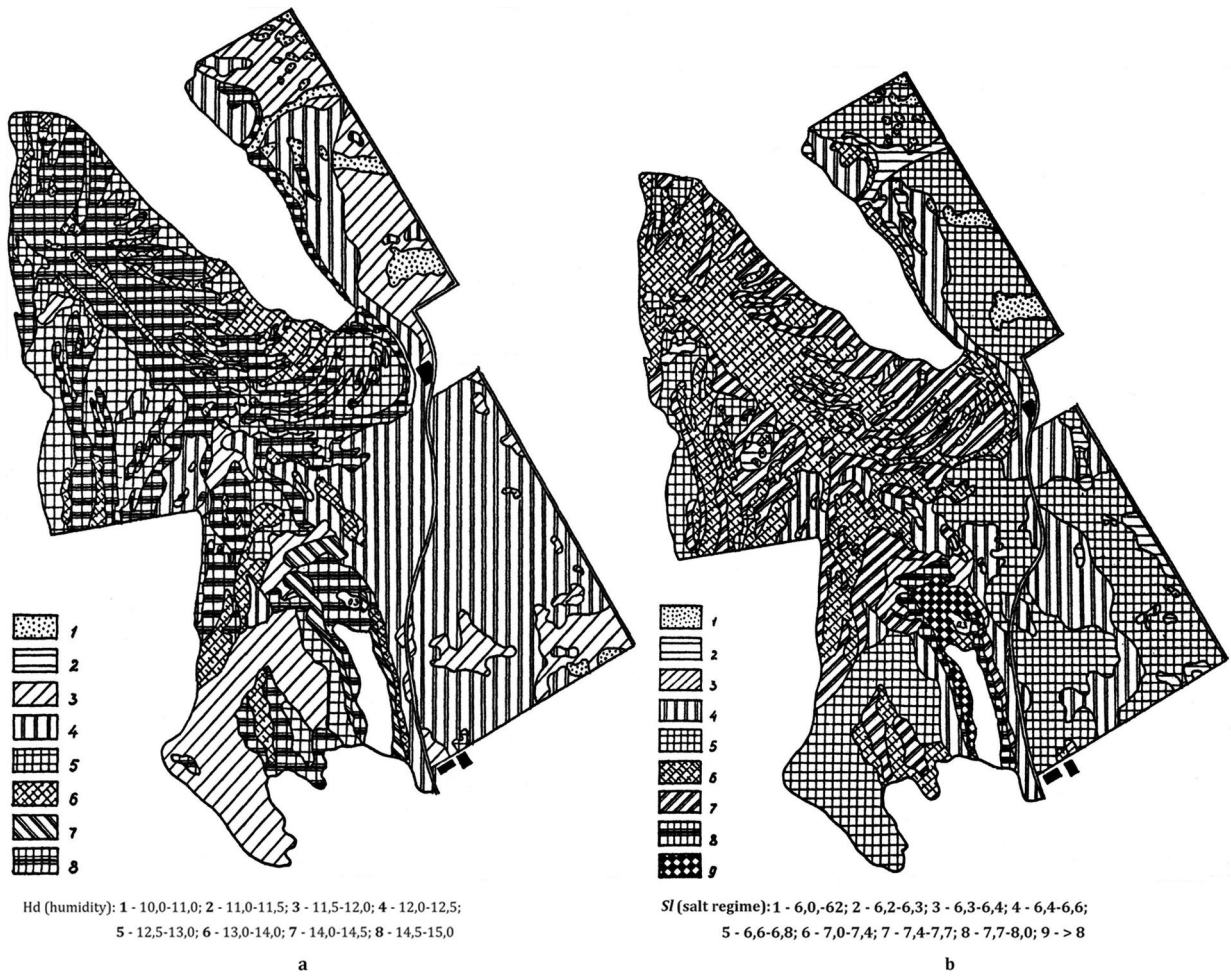 1
2
3
4
5
6
7
8
Hd (humidity): 1 - 10,0-11,0; 2 - 11,0-11,5; 3 - 11,5-12,0; 4 - 12,0-12,5;
5 - 12,5-13,0; 6 - 13,0-14,0; 7 - 14,0-14,5; 8 - 14,5-15,0
a
1
2
3
4
5
6
7
8
9
Sl (salt regime): 1 - 6,0,-62; 2 - 6,2-6,3; 3 - 6,3-6,4; 4 - 6,4-6,6;
5 - 6,6-6,8; 6 - 7,0-7,4; 7 - 7,4-7,7; 8 - 7,7-8,0; 9 - > 8
b